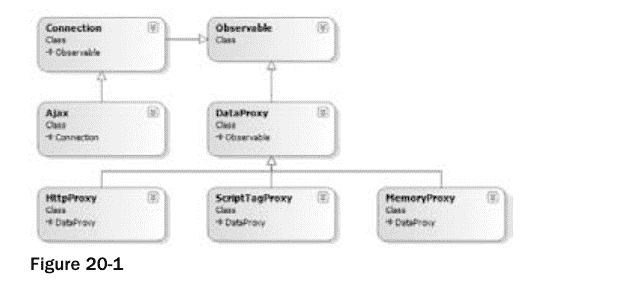 Connection
Class
Observable
Observable
Class
Ajax
Class
Connection
DataProxy
Class
Observable
HttpProxy
Class
DataProxy
ScriptTagProxy
Class
DataProxy
MemoryProxy
Class
DataProxy
Figure 20-1